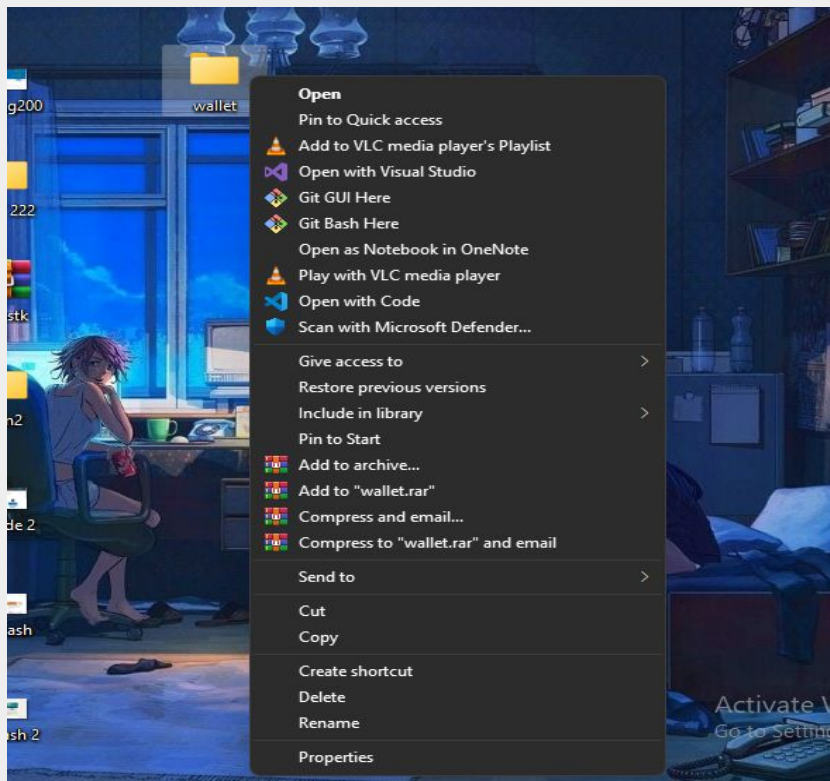 g200
wallet
222
stk
n2
de 2
ash
ash 2
Open
Pin to Quick access
Add to VLC media player's Playlist
Open with Visual Studio
Git GUI Here
Git Bash Here
Open as Notebook in OneNote
Play with VLC media player
Open with Code
Scan with Microsoft Defender...
Give access to
Restore previous versions
Include in library
Pin to Start
Add to archive...
Add to "wallet.rar"
Compress and email...
Compress to "wallet.rar" and email
Send to
Cut
Copy
Create shortcut
Delete
Rename
Properties
Activate
Go to Settin